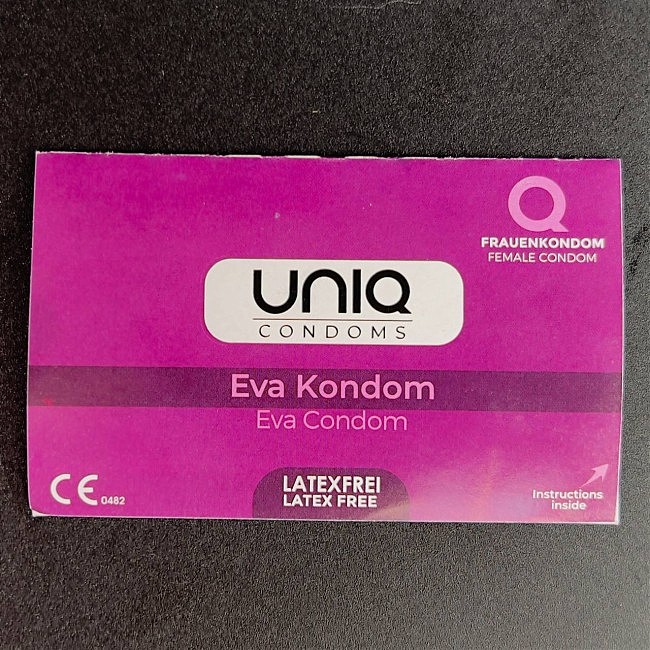 Q
FRAUENKONDOM
FEMALE CONDOM
UNIQ
CONDOMS
Eva Kondom
Eva Condom
CE 0482
LATEXFREI
LATEX FREE
Instructions
inside